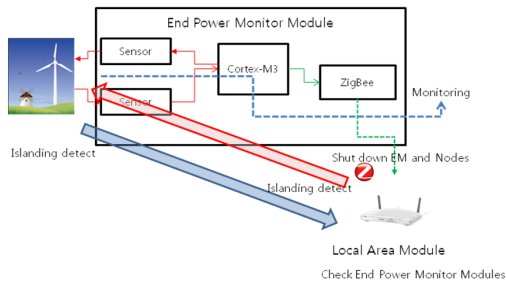 End Power Monitor Module
Sensor
Cortex-M3
ZigBee
Sensor
Monitoring
Islanding detect
Shut down EM and Nodes
Islanding detect
Local Area Module
Check End Power Monitor Modules